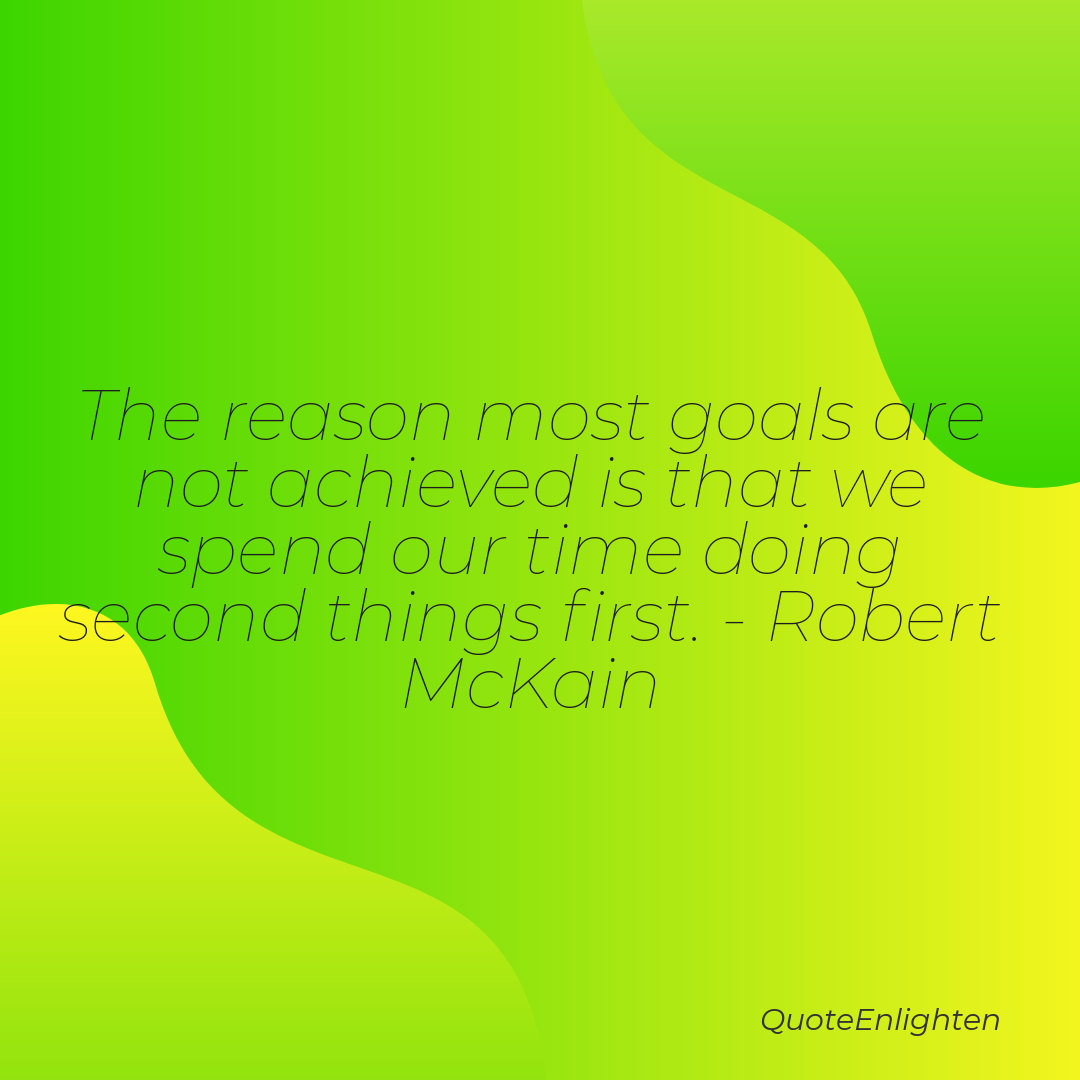 The reason most goals are
not achieved is that we
spend our time doing
second things first. - Robert
McKain
QuoteEnlighten